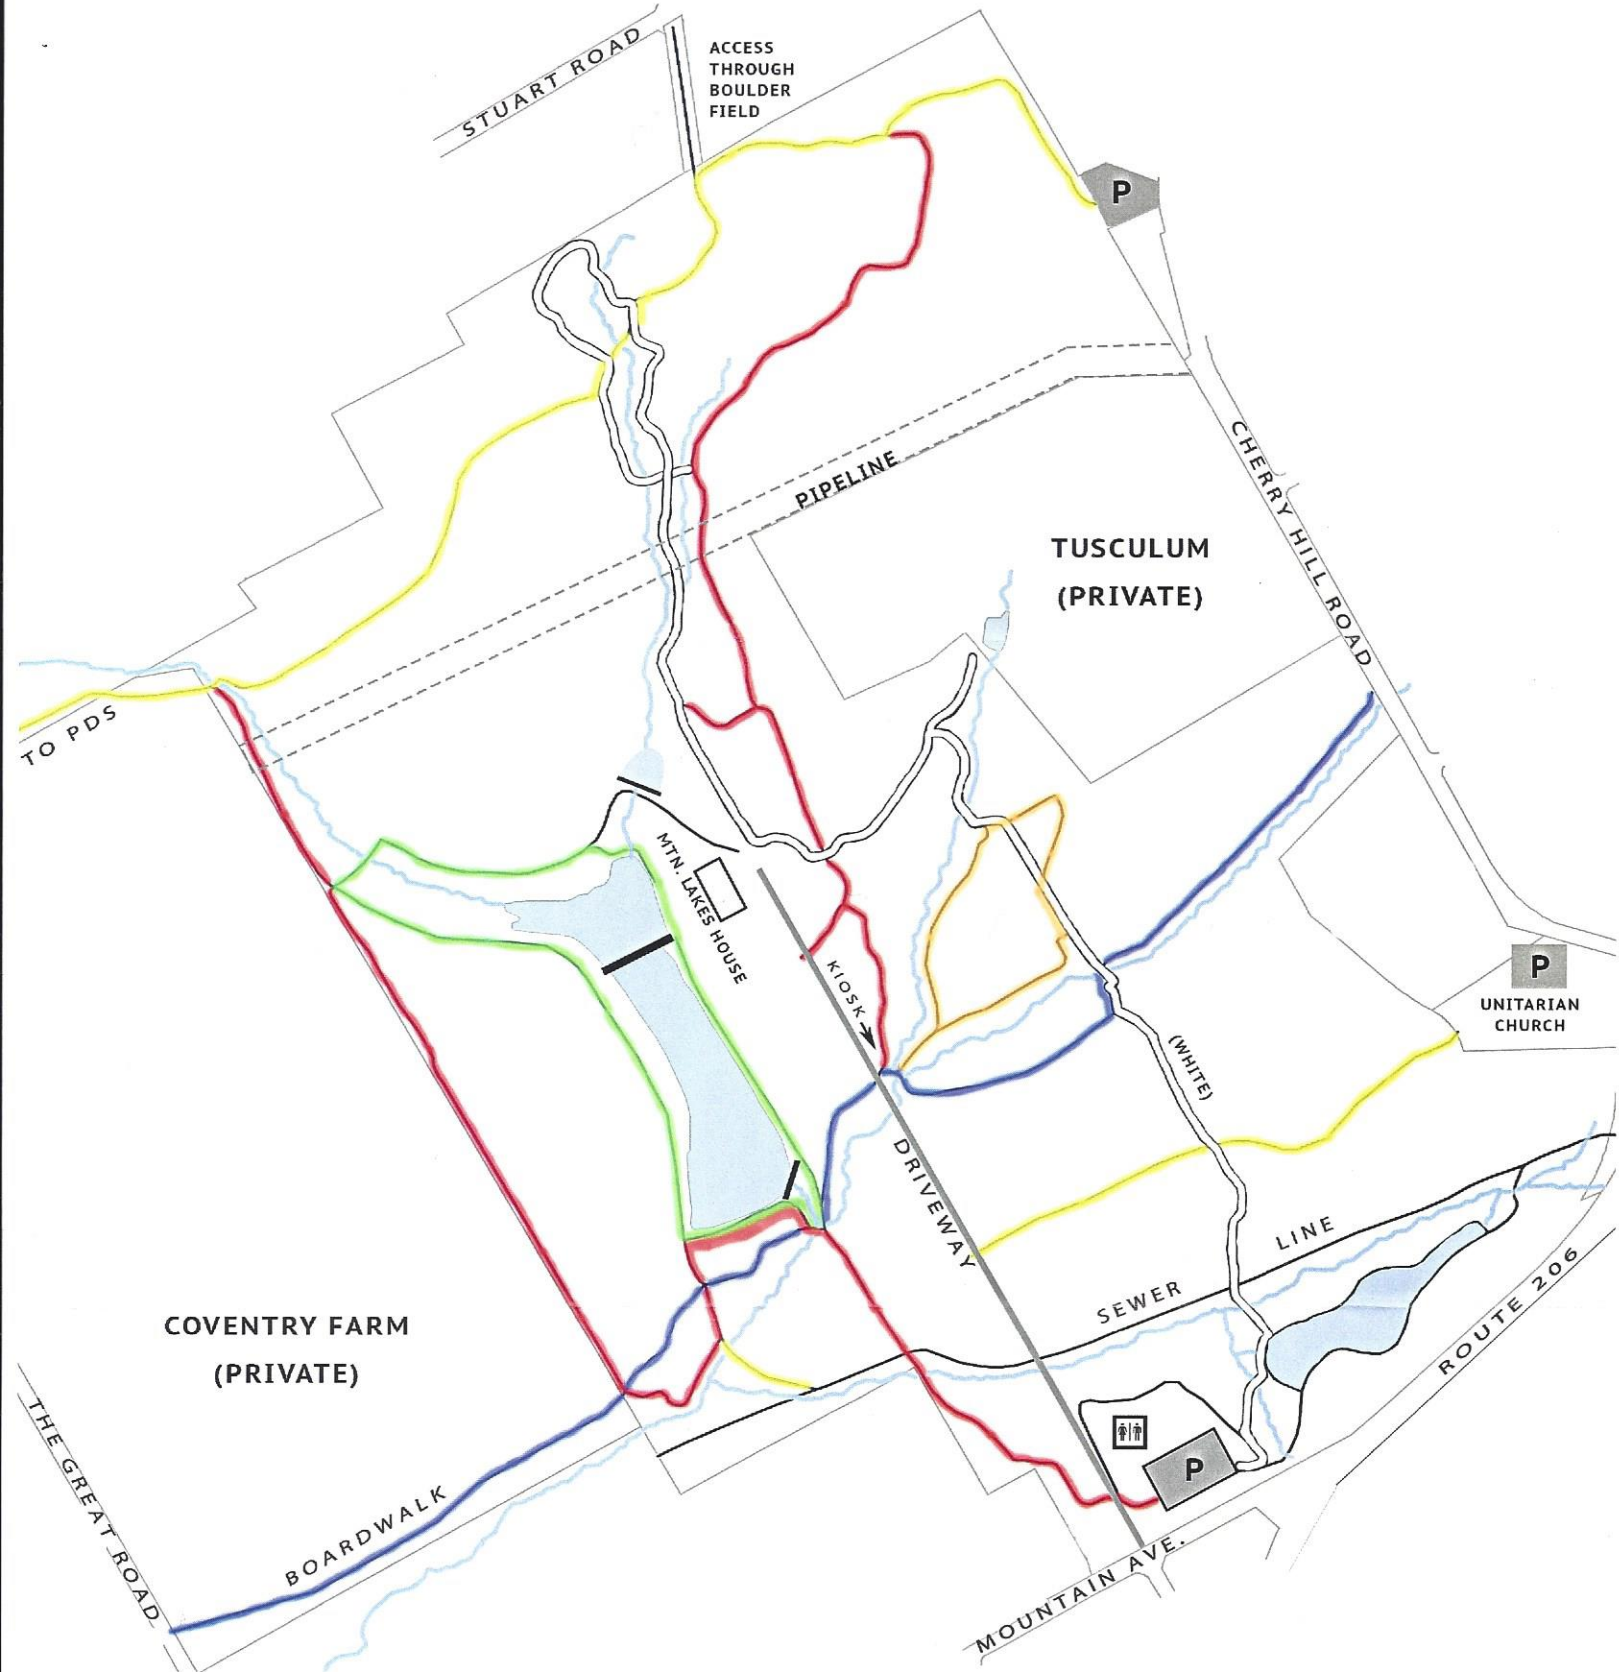 STUART ROAD
ACCESS
THROUGH
BOULDER
FIELD
P
PIPELINE
CHERRY HILL ROAD
TUSCULUM
(PRIVATE)
TO PDS
MTN. LAKES HOUSE
KIOSK
P
UNITARIAN
CHURCH
(WHITE)
DRIVEWAY
SEWER LINE
ROUTE 206
COVENTRY FARM
(PRIVATE)
THE GREAT ROAD
BOARDWALK
P
MOUNTAIN AVE.